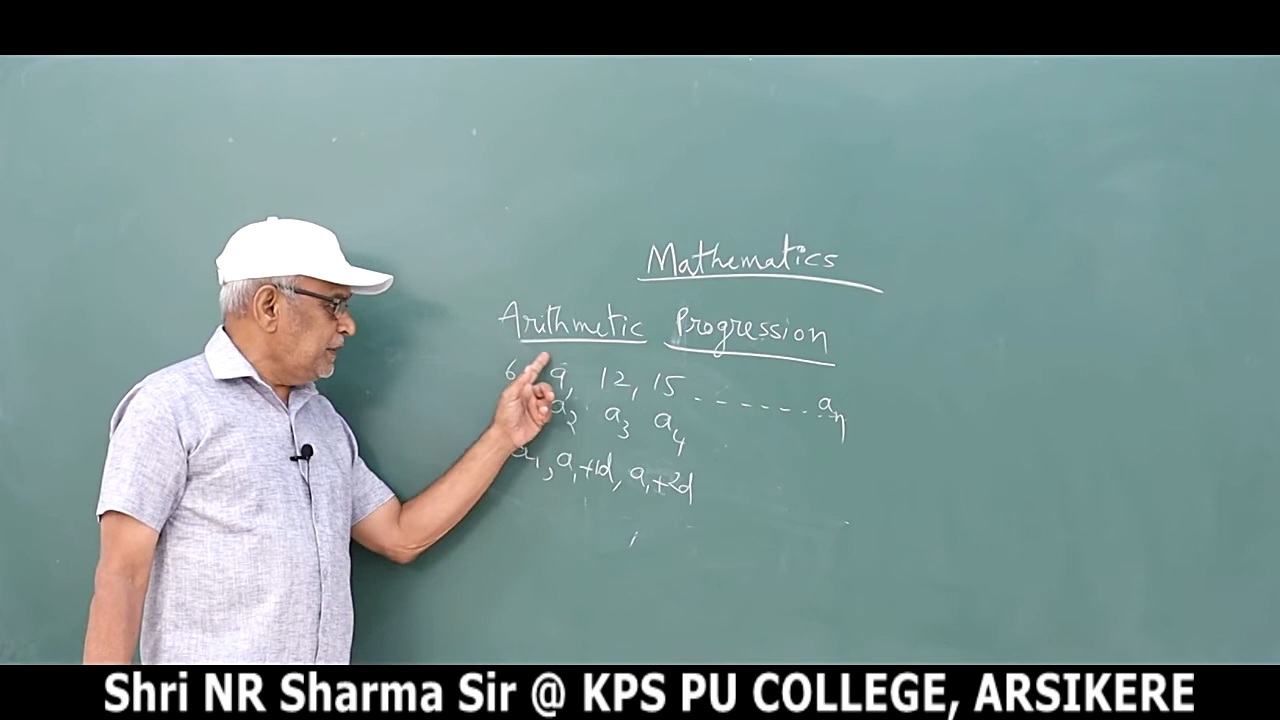 Mathematics
Arithmetic Progression
6 9, 12, 15 - - - - - - - - aₙ
a₂ a₃ a₄
a₁, a₁+1d, a₁+2d
Shri NR Sharma Sir @ KPS PU COLLEGE, ARSIKERE